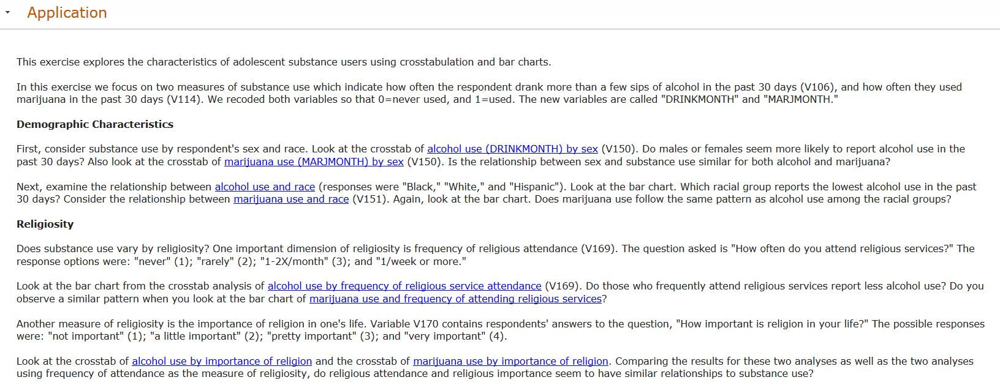 Application
This exercise explores the characteristics of adolescent substance users using crosstabulation and bar charts.
In this exercise we focus on two measures of substance use which indicate how often the respondent drank more than a few sips of alcohol in the past 30 days (V106), and how often they used
marijuana in the past 30 days (V114). We recoded both variables so that 0=never used, and 1=used. The new variables are called "DRINKMONTH" and "MARJMONTH."
Demographic Characteristics
First, consider substance use by respondent's sex and race. Look at the crosstab of alcohol use (DRINKMONTH) by sex (V150). Do males or females seem more likely to report alcohol use in the
past 30 days? Also look at the crosstab of marijuana use (MARJMONTH) by sex (V150). Is the relationship between sex and substance use similar for both alcohol and marijuana?
Next, examine the relationship between alcohol use and race (responses were "Black," "White," and "Hispanic"). Look at the bar chart. Which racial group reports the lowest alcohol use in the past
30 days? Consider the relationship between marijuana use and race (V151). Again, look at the bar chart. Does marijuana use follow the same pattern as alcohol use among the racial groups?
Religiosity
Does substance use vary by religiosity? One important dimension of religiosity is frequency of religious attendance (V169). The question asked is "How often do you attend religious services?" The
response options were: "never" (1); "rarely" (2); "1-2X/month" (3); and "1/week or more."
Look at the bar chart from the crosstab analysis of alcohol use by frequency of religious service attendance (V169). Do those who frequently attend religious services report less alcohol use? Do you
observe a similar pattern when you look at the bar chart of marijuana use and frequency of attending religious services?
Another measure of religiosity is the importance of religion in one's life. Variable V170 contains respondents' answers to the question, "How important is religion in your life?" The possible responses
were: "not important" (1); "a little important" (2); "pretty important" (3); and "very important" (4).
Look at the crosstab of alcohol use by importance of religion and the crosstab of marijuana use by importance of religion. Comparing the results for these two analyses as well as the two analyses
using frequency of attendance as the measure of religiosity, do religious attendance and religious importance seem to have similar relationships to substance use?